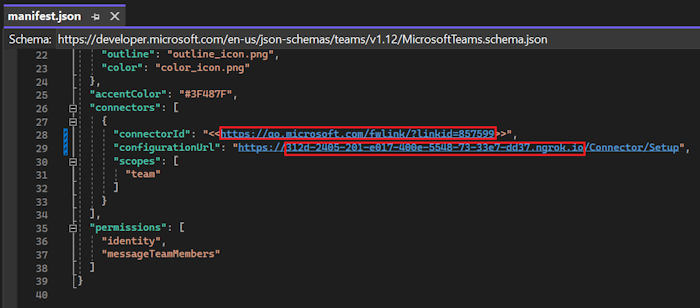 manifest.json
Schema: https://developer.microsoft.com/en-us/json-schemas/teams/v1.12/MicrosoftTeams.schema.json
22 "outline": "outline_icon.png",
23 "color": "color_icon.png"
24 },
25 "accentColor": "#3F487F",
26 "connectors": [
27 {
28 "connectorId": "<<https://go.microsoft.com/fwlink/?linkid=857599>>",
29 "configurationUrl": "https://312d-2405-201-e017-400e-5548-73-33e7-dd37.ngrok.io/Connector/Setup",
30 "scopes": [
31 "team"
32 ]
33 }
34 ],
35 "permissions": [
36 "identity",
37 "messageTeamMembers"
38 ]
39 }
40